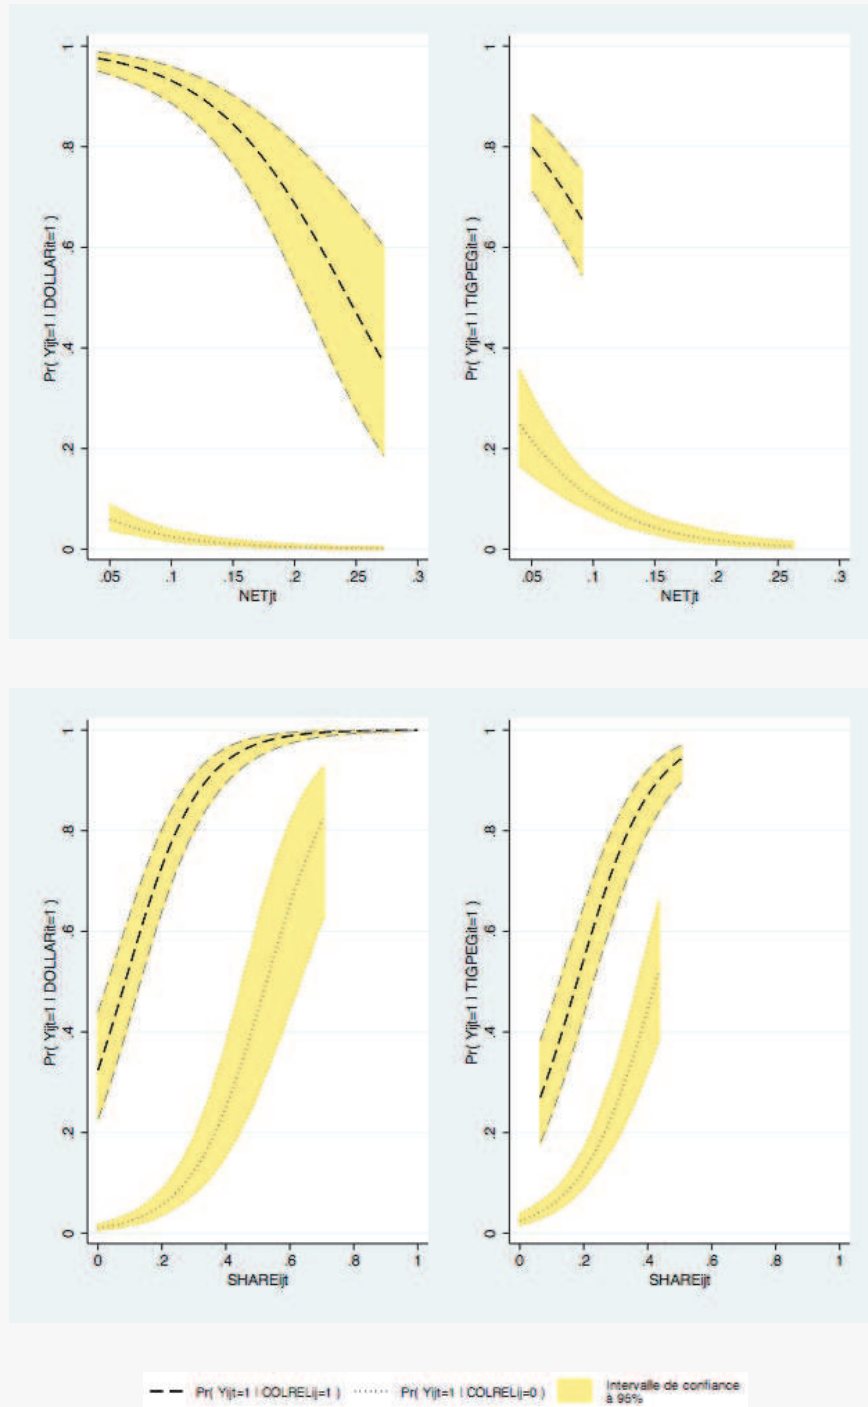 Pr( Yijt=1 | DOLLARit=1 )
0 .2 .4 .6 .8 1
.05 .1 .15 .2 .25 .3
NETjt
Pr( Yijt=1 | TIGPEGit=1 )
0 .2 .4 .6 .8 1
.05 .1 .15 .2 .25 .3
NETjt
Pr( Yijt=1 | DOLLARit=1 )
0 .2 .4 .6 .8 1
0 .2 .4 .6 .8 1
SHAREijt
Pr( Yijt=1 | TIGPEGit=1 )
0 .2 .4 .6 .8 1
0 .2 .4 .6 .8 1
SHAREijt
Pr( Yijt=1 | COLRELij=1 )
Pr( Yijt=1 | COLRELij=0 )
Intervalle de confiance
à 95%